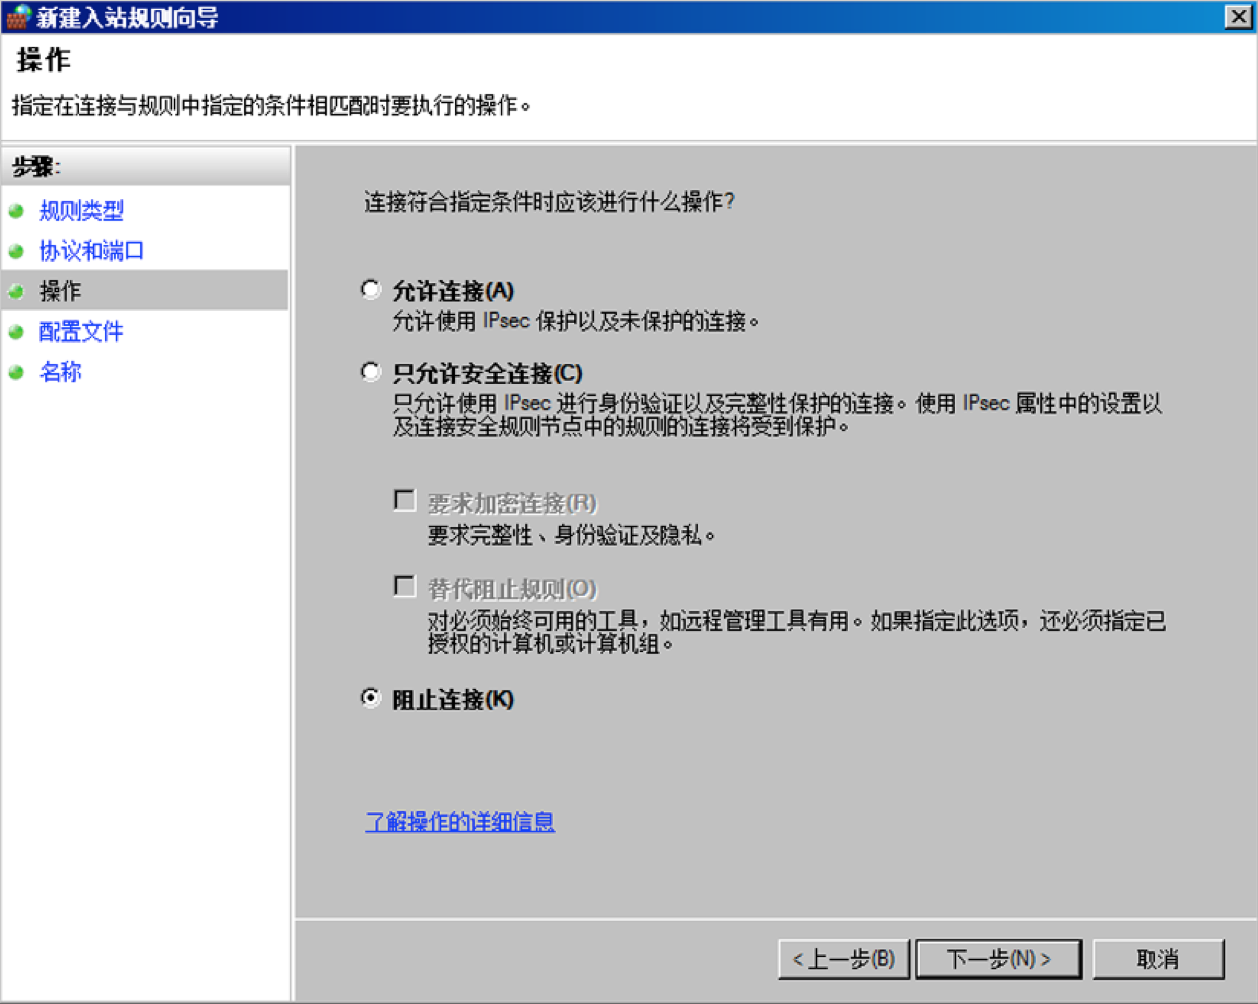 新建入站规则向导
操作
指定在连接与规则中指定的条件相匹配时要执行的操作。
步骤:
规则类型
协议和端口
操作
配置文件
名称
连接符合指定条件时应该进行什么操作?
允许连接(A)
允许使用 IPsec 保护以及未保护的连接。
只允许安全连接(C)
只允许使用 IPsec 进行身份验证以及完整性保护的连接。使用 IPsec 属性中的设置以
及连接安全规则节点中的规则的连接将受到保护。
要求加密连接(R)
要求完整性、身份验证及隐私。
替代阻止规则(O)
对必须始终可用的工具，如远程管理工具有用。如果指定此选项，还必须指定已
授权的计算机或计算机组。
阻止连接(K)
了解操作的详细信息
< 上一步(B)
下一步(N) >
取消